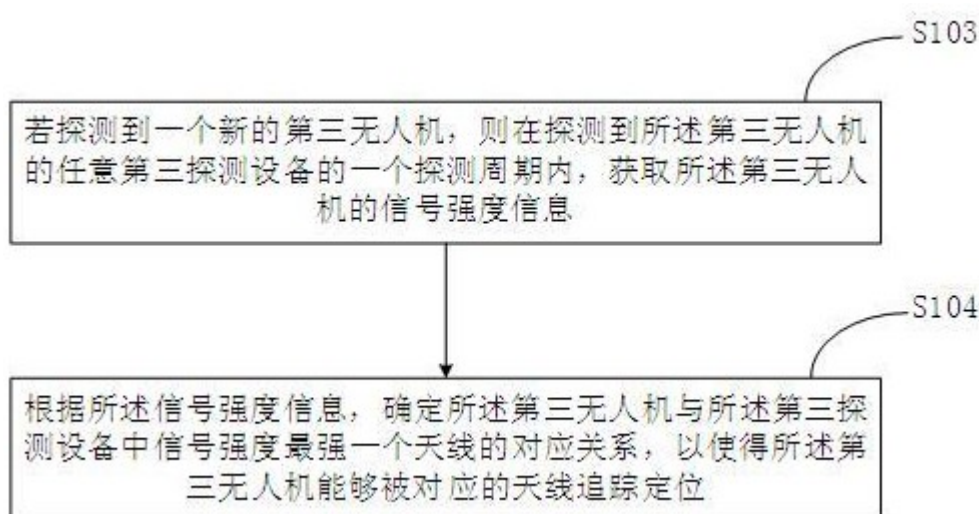 S103
若探测到一个新的第三无人机，则在探测到所述第三无人机
的任意第三探测设备的一个探测周期内，获取所述第三无人
机的信号强度信息
S104
根据所述信号强度信息，确定所述第三无人机与所述第三探
测设备中信号强度最强一个天线的对应关系，以使得所述第
三无人机能够被对应的天线追踪定位